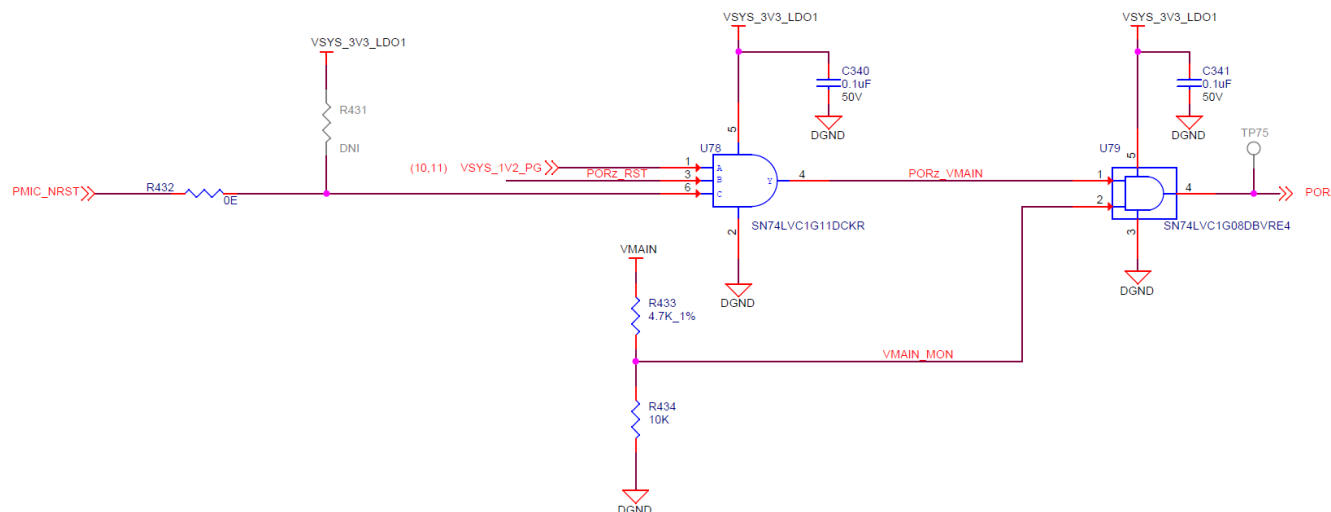 VSYS_3V3_LDO1
VSYS_3V3_LDO1
VSYS_3V3_LDO1
R431
DNI
C340
0.1uF
50V
DGND
C341
0.1uF
50V
DGND
TP75
5
U78
5
U79
(10,11) VSYS_1V2_PG
1
A
PORz_RST
3
B
Y
4
PORz_VMAIN
1
4
POR
PMIC_NRST
R432
0E
6
C
2
2
SN74LVC1G11DCKR
3
SN74LVC1G08DBVRE4
VMAIN
DGND
DGND
R433
4.7K_1%
VMAIN_MON
R434
10K
DGND